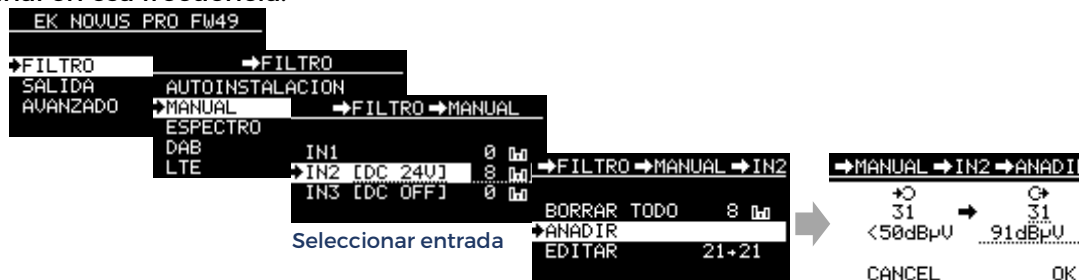 EK NOVUS PRO FW49
➔FILTRO
SALIDA
AVANZADO
➔FILTRO
AUTOINSTALACION
➔MANUAL
ESPECTRO
DAB
LTE
➔FILTRO➔MANUAL
IN1 0
➔IN2 [DC 24V] 8
IN3 [DC OFF] 0
Seleccionar entrada
➔FILTRO➔MANUAL➔IN2
BORRAR TODO 8
➔ANADIR
EDITAR 21→21
➔MANUAL➔IN2➔ANADIR
31 ➔ 31
<50dBµV 91dBµV
CANCEL OK